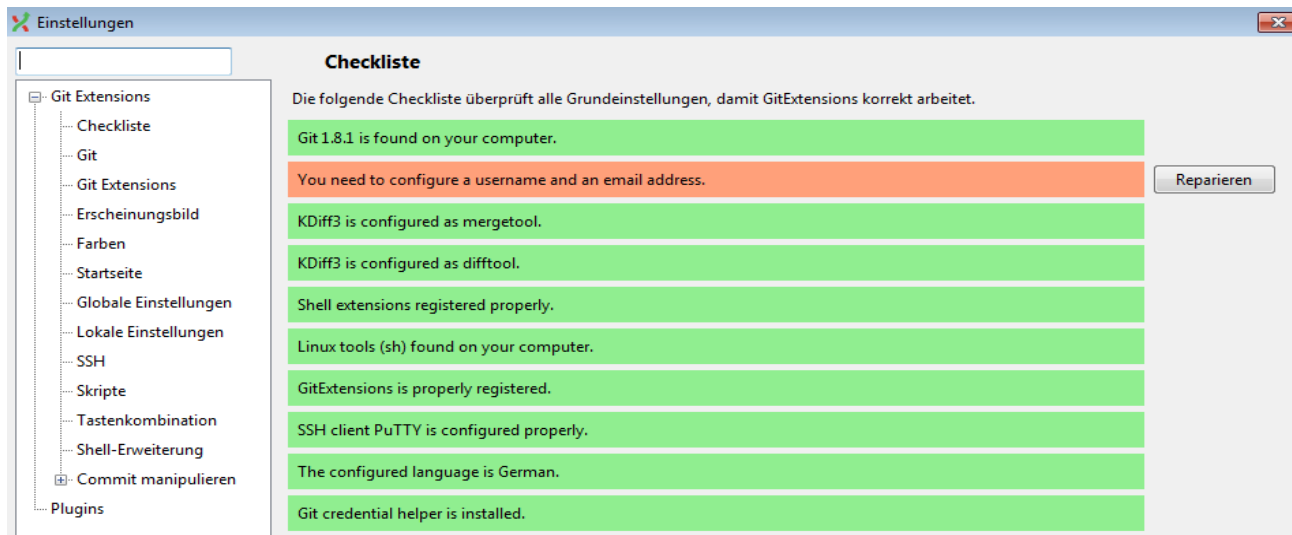 Einstellungen
Checkliste
Git Extensions
Checkliste
Git
Git Extensions
Erscheinungsbild
Farben
Startseite
Globale Einstellungen
Lokale Einstellungen
SSH
Skripte
Tastenkombination
Shell-Erweiterung
Commit manipulieren
Plugins
Die folgende Checkliste überprüft alle Grundeinstellungen, damit GitExtensions korrekt arbeitet.
Git 1.8.1 is found on your computer.
You need to configure a username and an email address.
Reparieren
KDiff3 is configured as mergetool.
KDiff3 is configured as difftool.
Shell extensions registered properly.
Linux tools (sh) found on your computer.
GitExtensions is properly registered.
SSH client PuTTY is configured properly.
The configured language is German.
Git credential helper is installed.